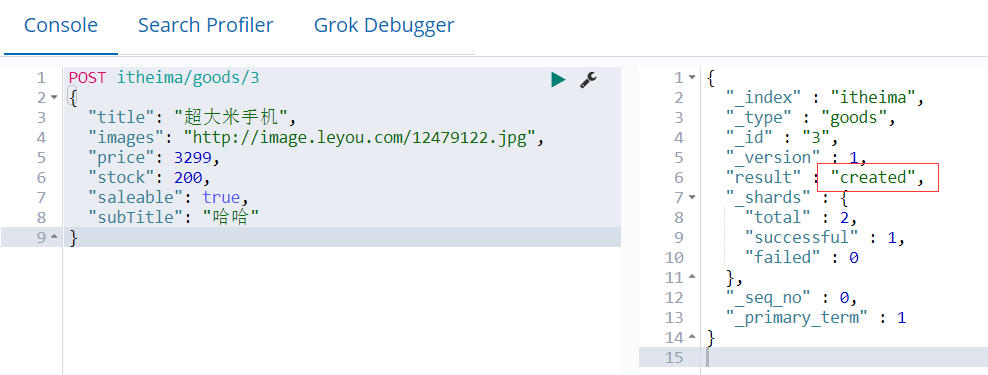 Console Search Profiler Grok Debugger
1 POST itheima/goods/3
2 {
3 "title": "超大米手机",
4 "images": "http://image.leyou.com/12479122.jpg",
5 "price": 3299,
6 "stock": 200,
7 "saleable": true,
8 "subTitle": "哈哈"
9 }
1 {
2 "_index" : "itheima",
3 "_type" : "goods",
4 "_id" : "3",
5 "_version" : 1,
6 "result" : "created",
7 "_shards" : {
8 "total" : 2,
9 "successful" : 1,
10 "failed" : 0
11 },
12 "_seq_no" : 0,
13 "_primary_term" : 1
14 }
15